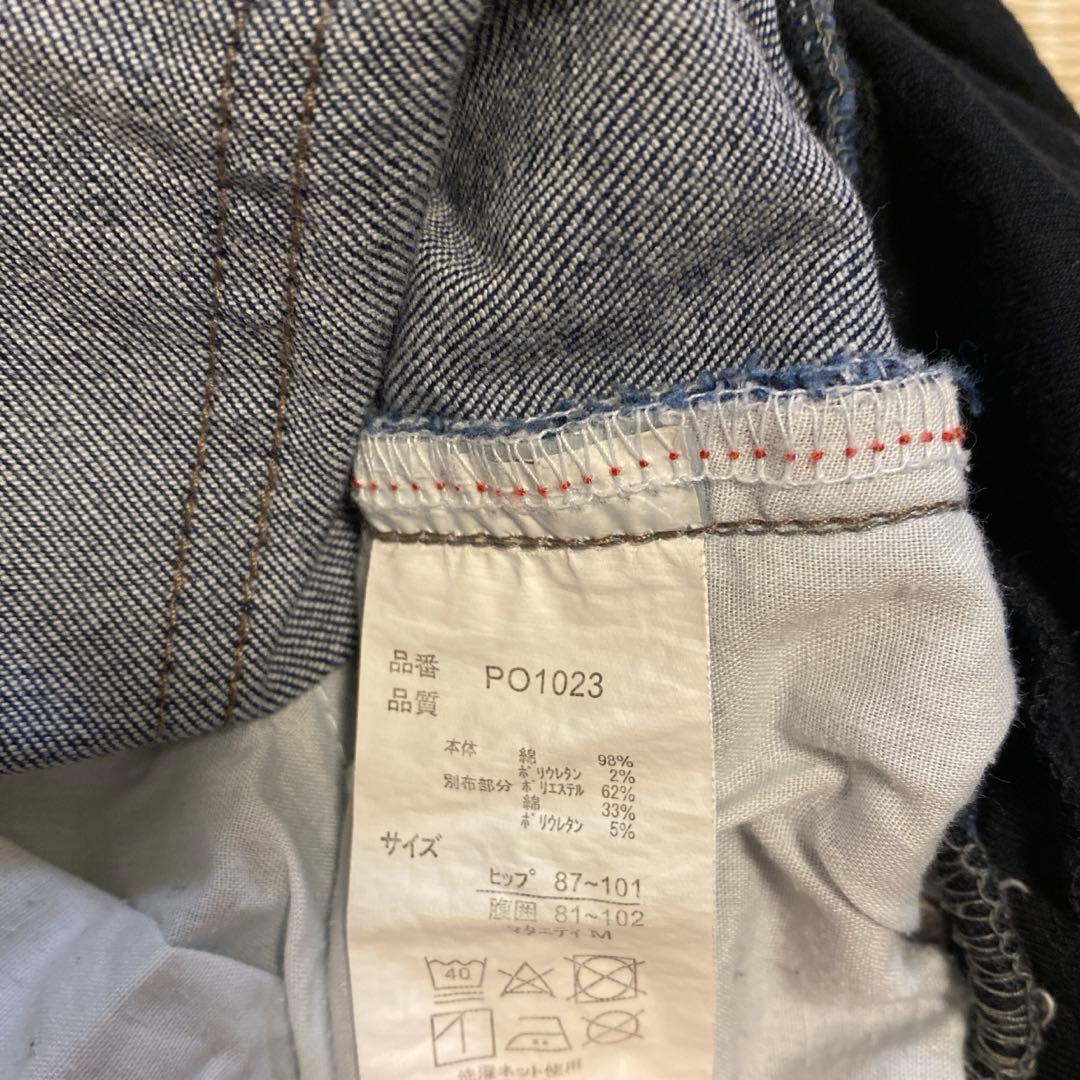 品番 PO1023
品質
本体 綿 98%
ポリウレタン 2%
別布部分 ポリエステル 62%
綿 33%
ポリウレタン 5%
サイズ
ヒップ 87~101
腹囲 81~102
マタニティ-M
40
洗濯ネット使用